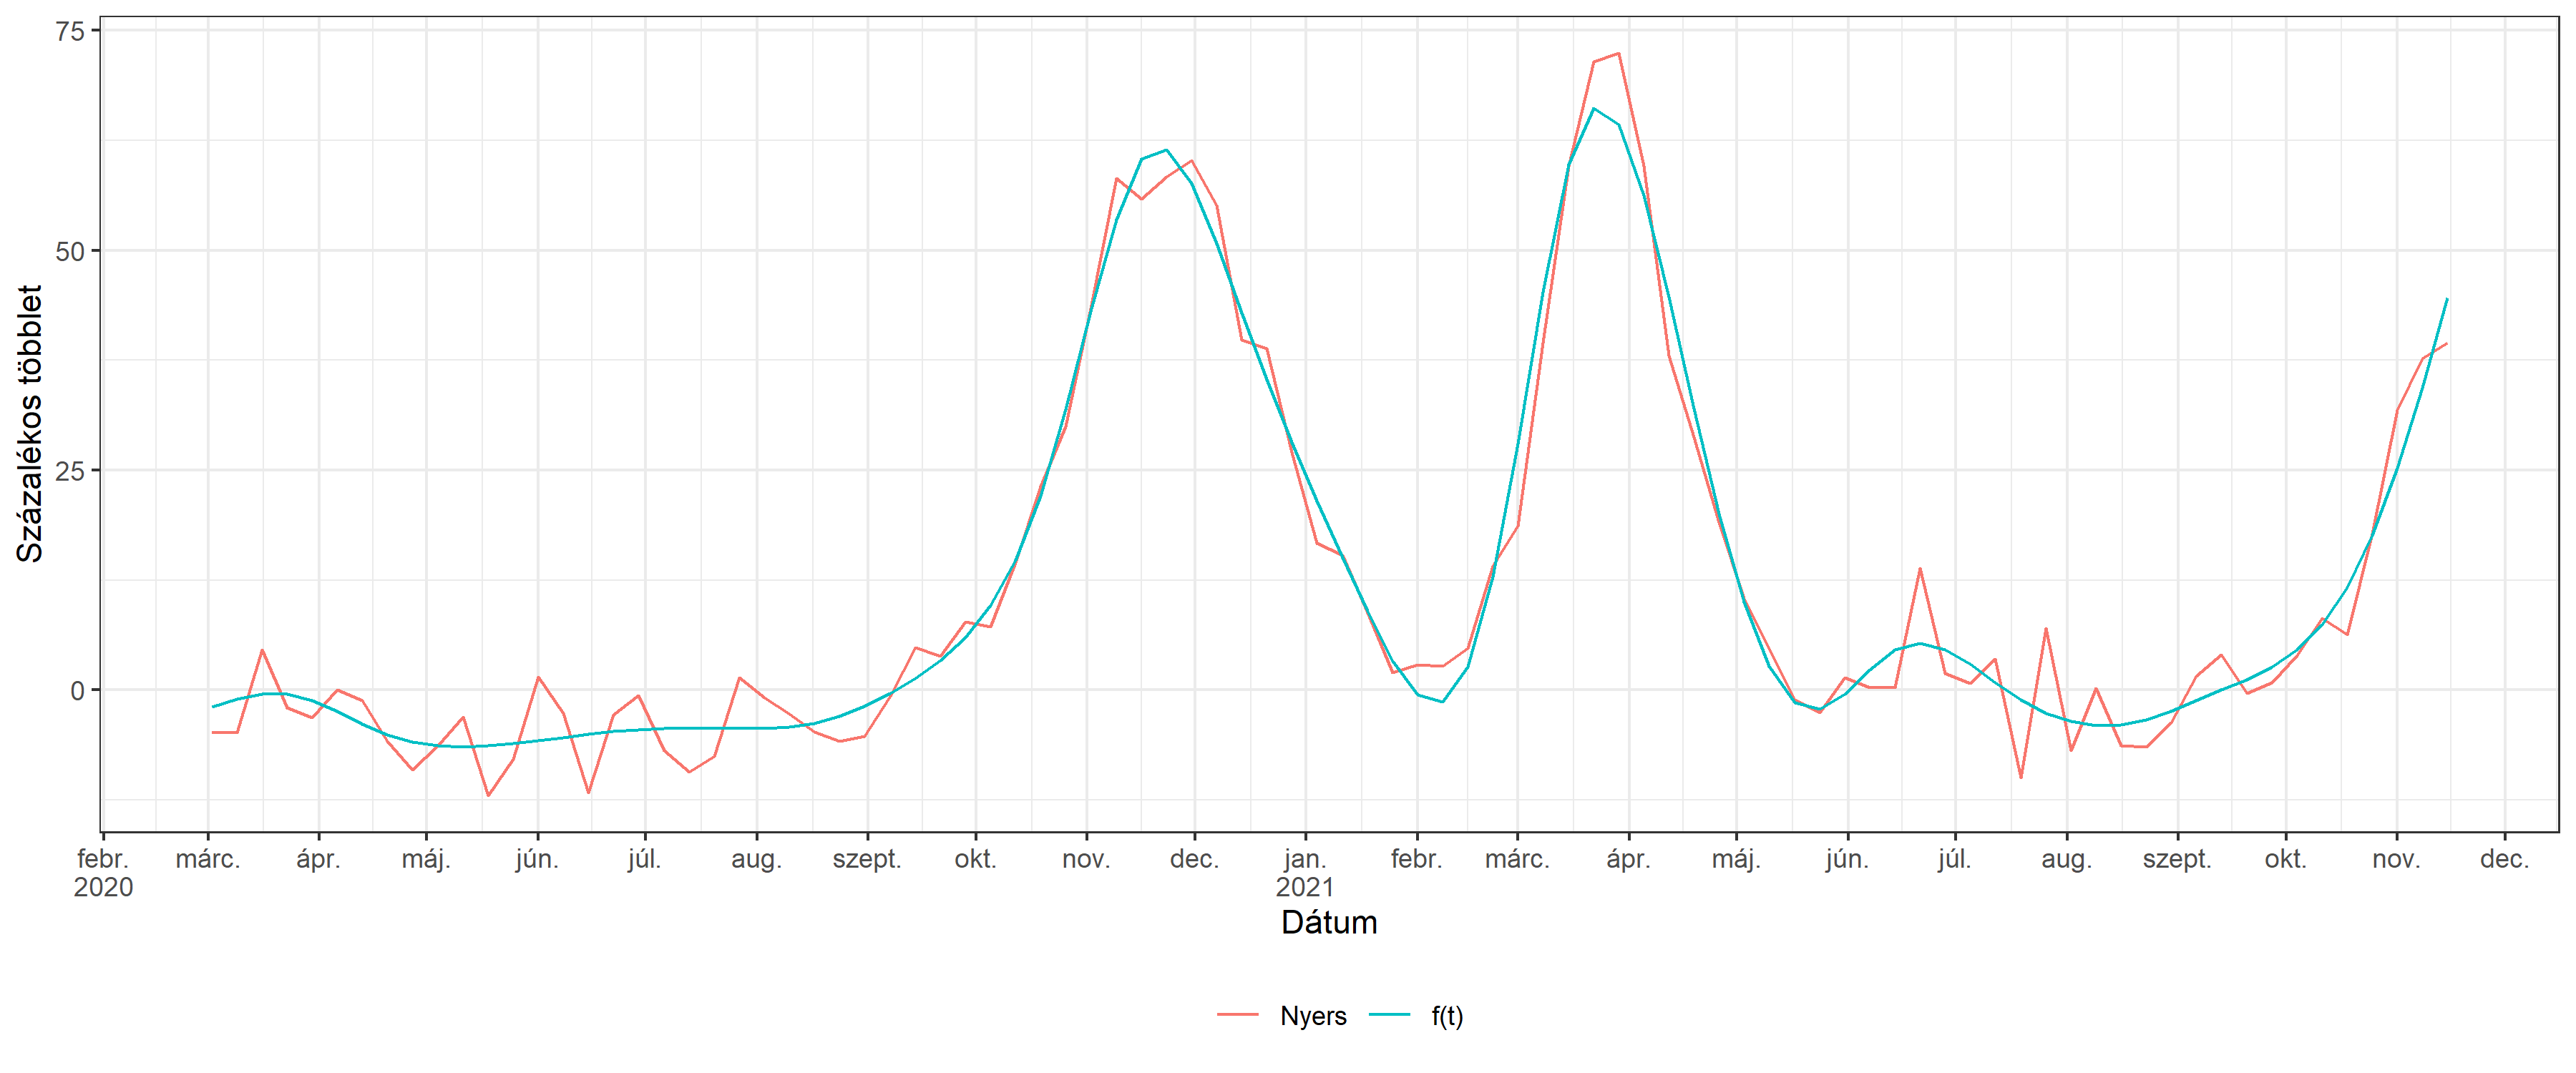 75
50
25
0
Százalékos többlet
febr. márc. ápr. máj. jún. júl. aug. szept. okt. nov. dec. jan. febr. márc. ápr. máj. jún. júl. aug. szept. okt. nov. dec.
2020 2021
Dátum
Nyers f(t)